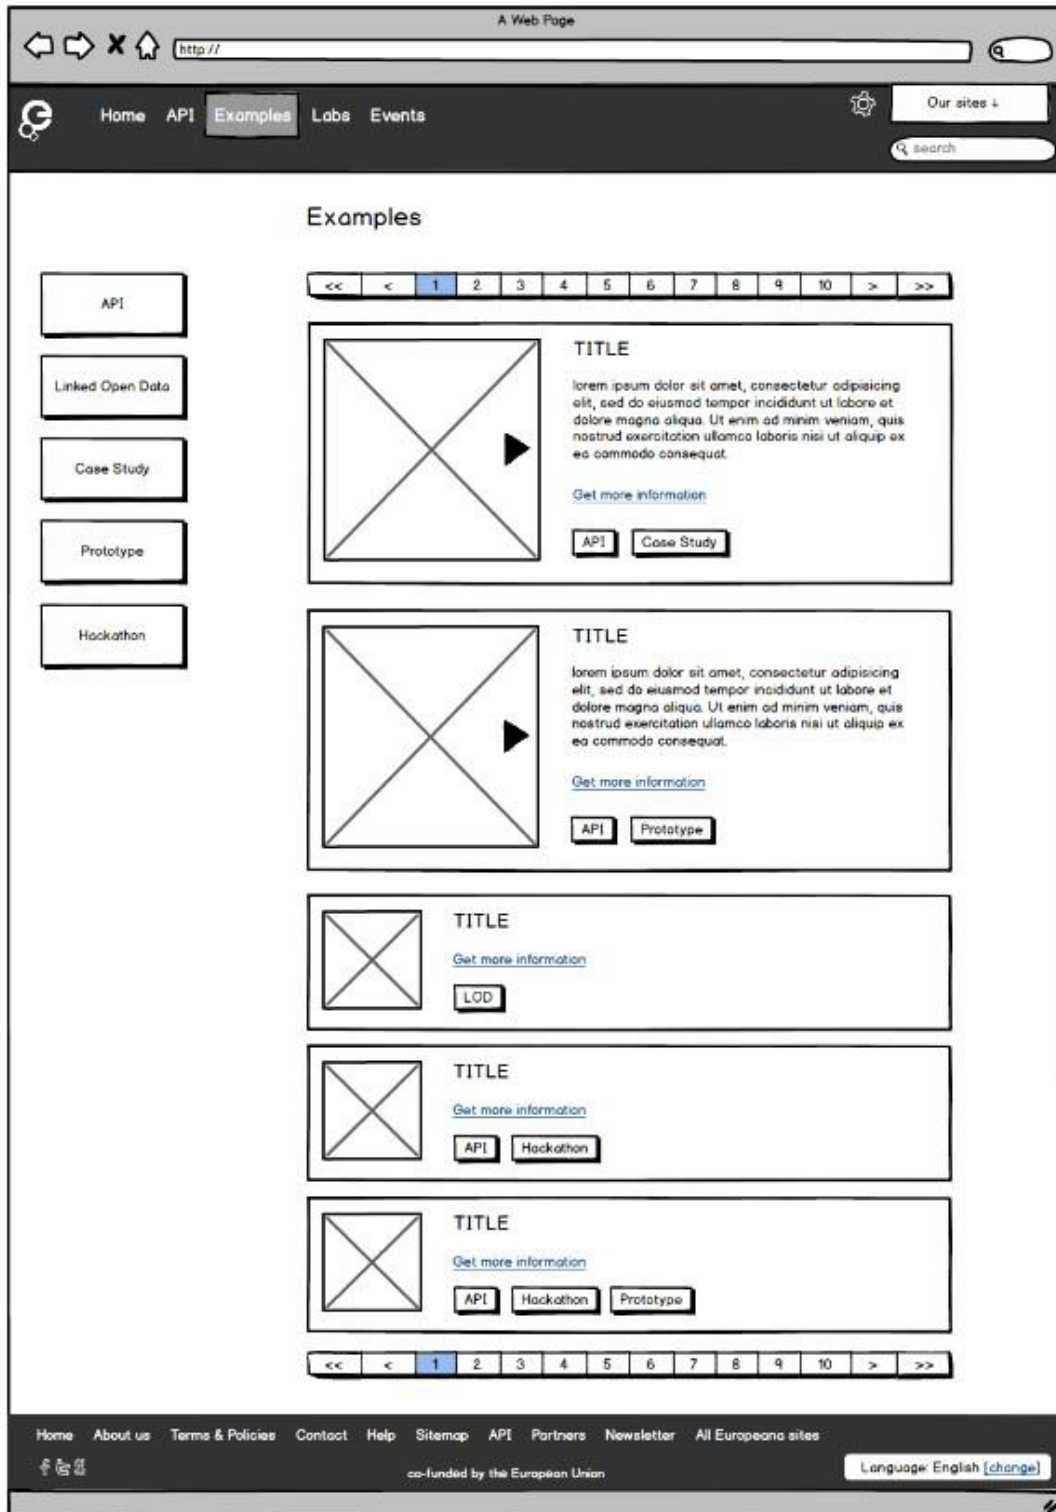 A Web Page
http://
Home API Examples Labs Events
Our sites ↓
search
Examples
API
Linked Open Data
Case Study
Prototype
Hackathon
<< < 1 2 3 4 5 6 7 8 9 10 > >>
TITLE
lorem ipsum dolor sit amet, consectetur adipisicing
elit, sed do eiusmod tempor incididunt ut labore et
dolore magna aliqua. Ut enim ad minim veniam, quis
nostrud exercitation ullamco laboris nisi ut aliquip ex
ea commodo consequat.
Get more information
API Case Study
TITLE
lorem ipsum dolor sit amet, consectetur adipisicing
elit, sed do eiusmod tempor incididunt ut labore et
dolore magna aliqua. Ut enim ad minim veniam, quis
nostrud exercitation ullamco laboris nisi ut aliquip ex
ea commodo consequat.
Get more information
API Prototype
TITLE
Get more information
LOD
TITLE
Get more information
API Hackathon
TITLE
Get more information
API Hackathon Prototype
<< < 1 2 3 4 5 6 7 8 9 10 > >>
Home About us Terms & Policies Contact Help Sitemap API Partners Newsletter All Europeana sites
co-funded by the European Union
Language: English [change]